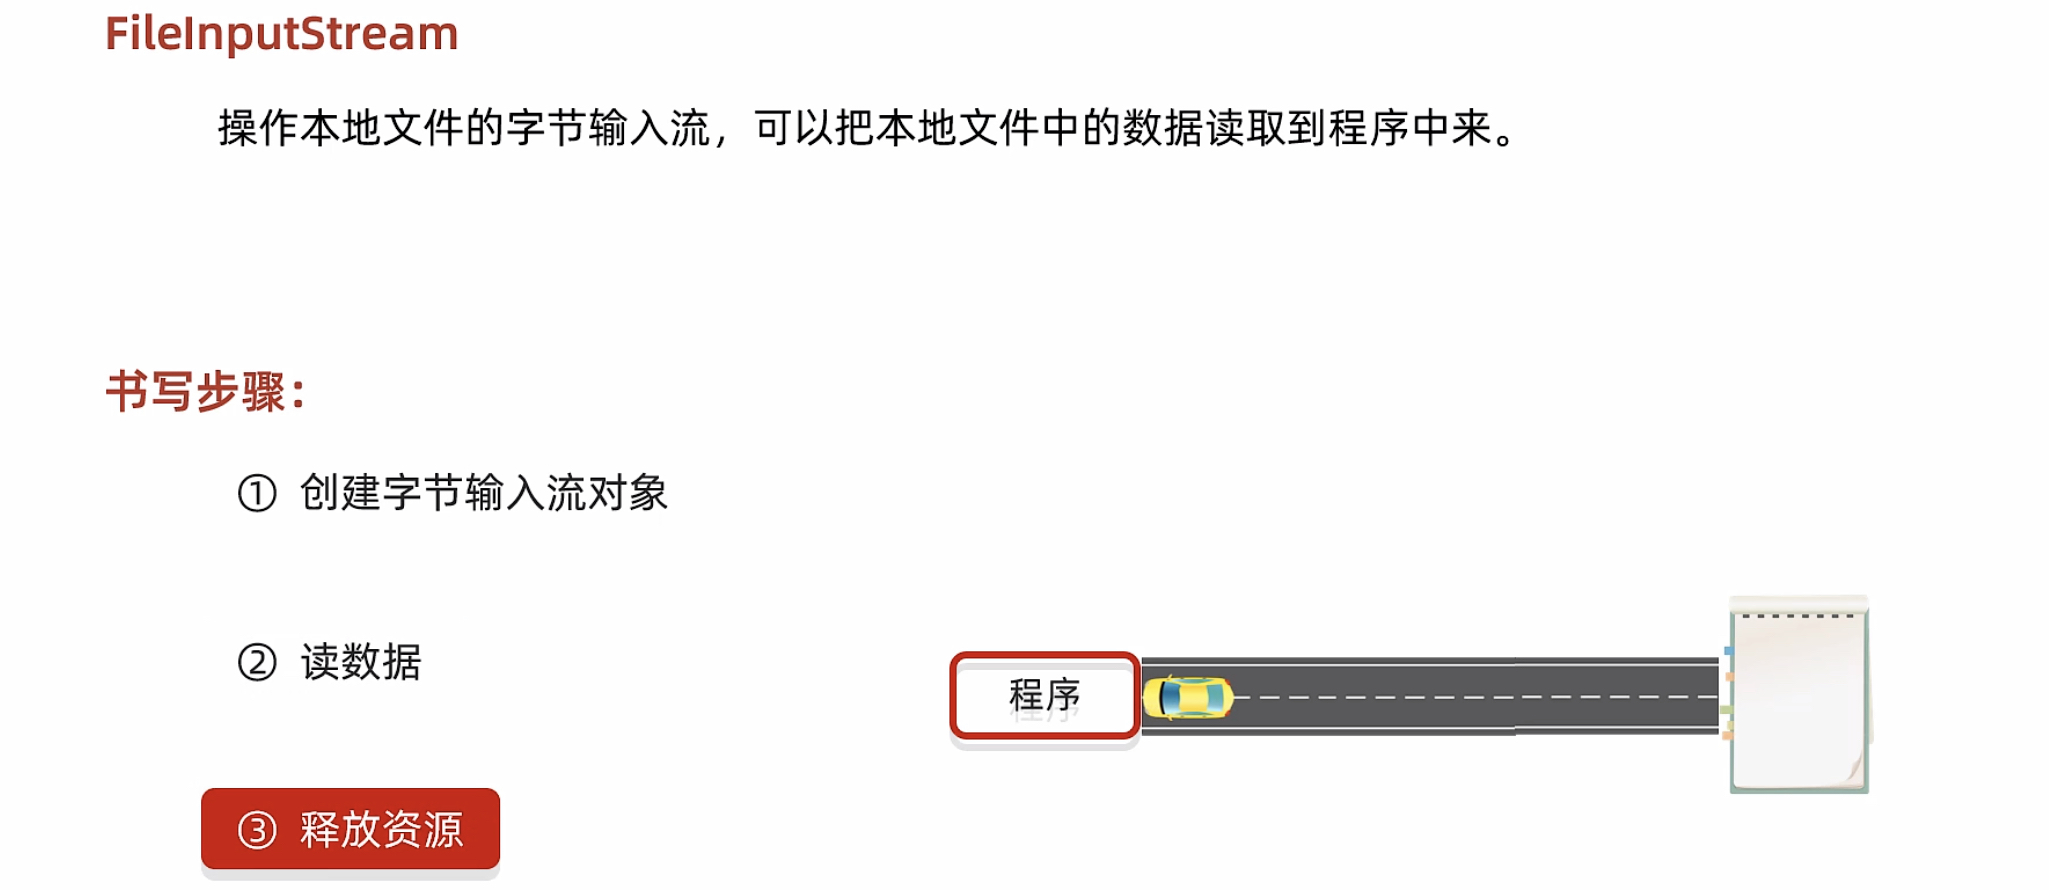 FileInputStream
操作本地文件的字节输入流，可以把本地文件中的数据读取到程序中来。
书写步骤：
① 创建字节输入流对象
② 读数据
程序
③ 释放资源